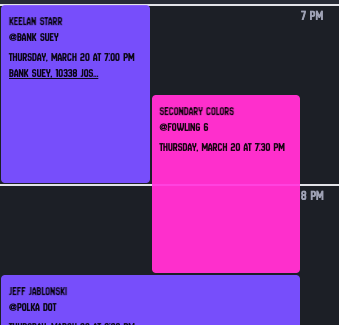 7 PM
KEELAN STARR
@BANK SUEY
THURSDAY, MARCH 20 AT 7:00 PM
BANK SUEY, 10338 JOS...
SECONDARY COLORS
@FOWLING 6
THURSDAY, MARCH 20 AT 7:30 PM
8 PM
JEFF JABLONSKI
@POLKA DOT